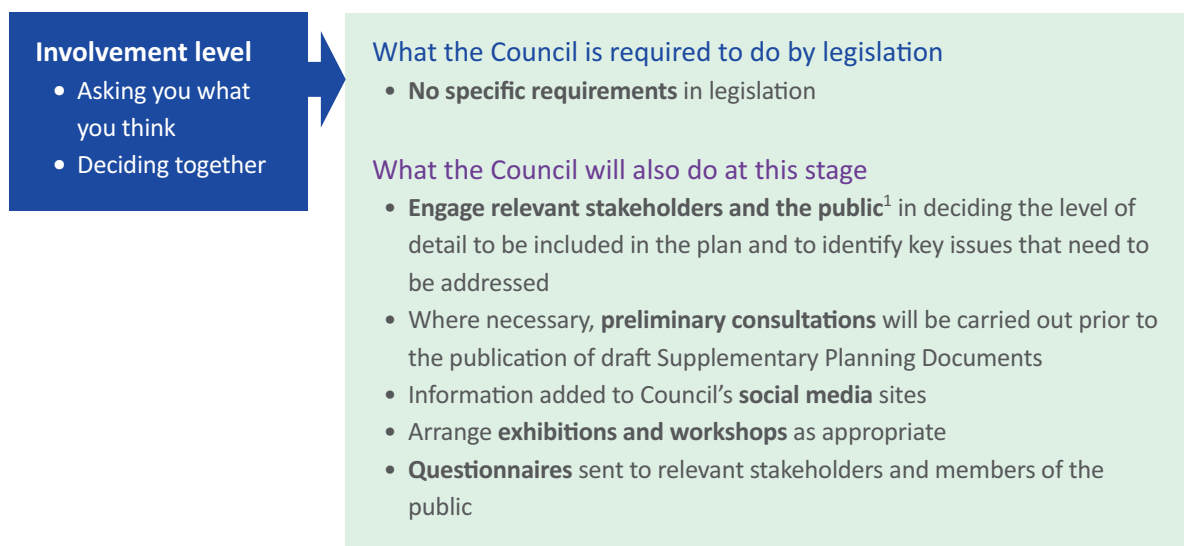 Involvement level
• Asking you what
you think
• Deciding together
What the Council is required to do by legislation
• No specific requirements in legislation
What the Council will also do at this stage
• Engage relevant stakeholders and the public¹ in deciding the level of
detail to be included in the plan and to identify key issues that need to
be addressed
• Where necessary, preliminary consultations will be carried out prior to
the publication of draft Supplementary Planning Documents
• Information added to Council’s social media sites
• Arrange exhibitions and workshops as appropriate
• Questionnaires sent to relevant stakeholders and members of the
public